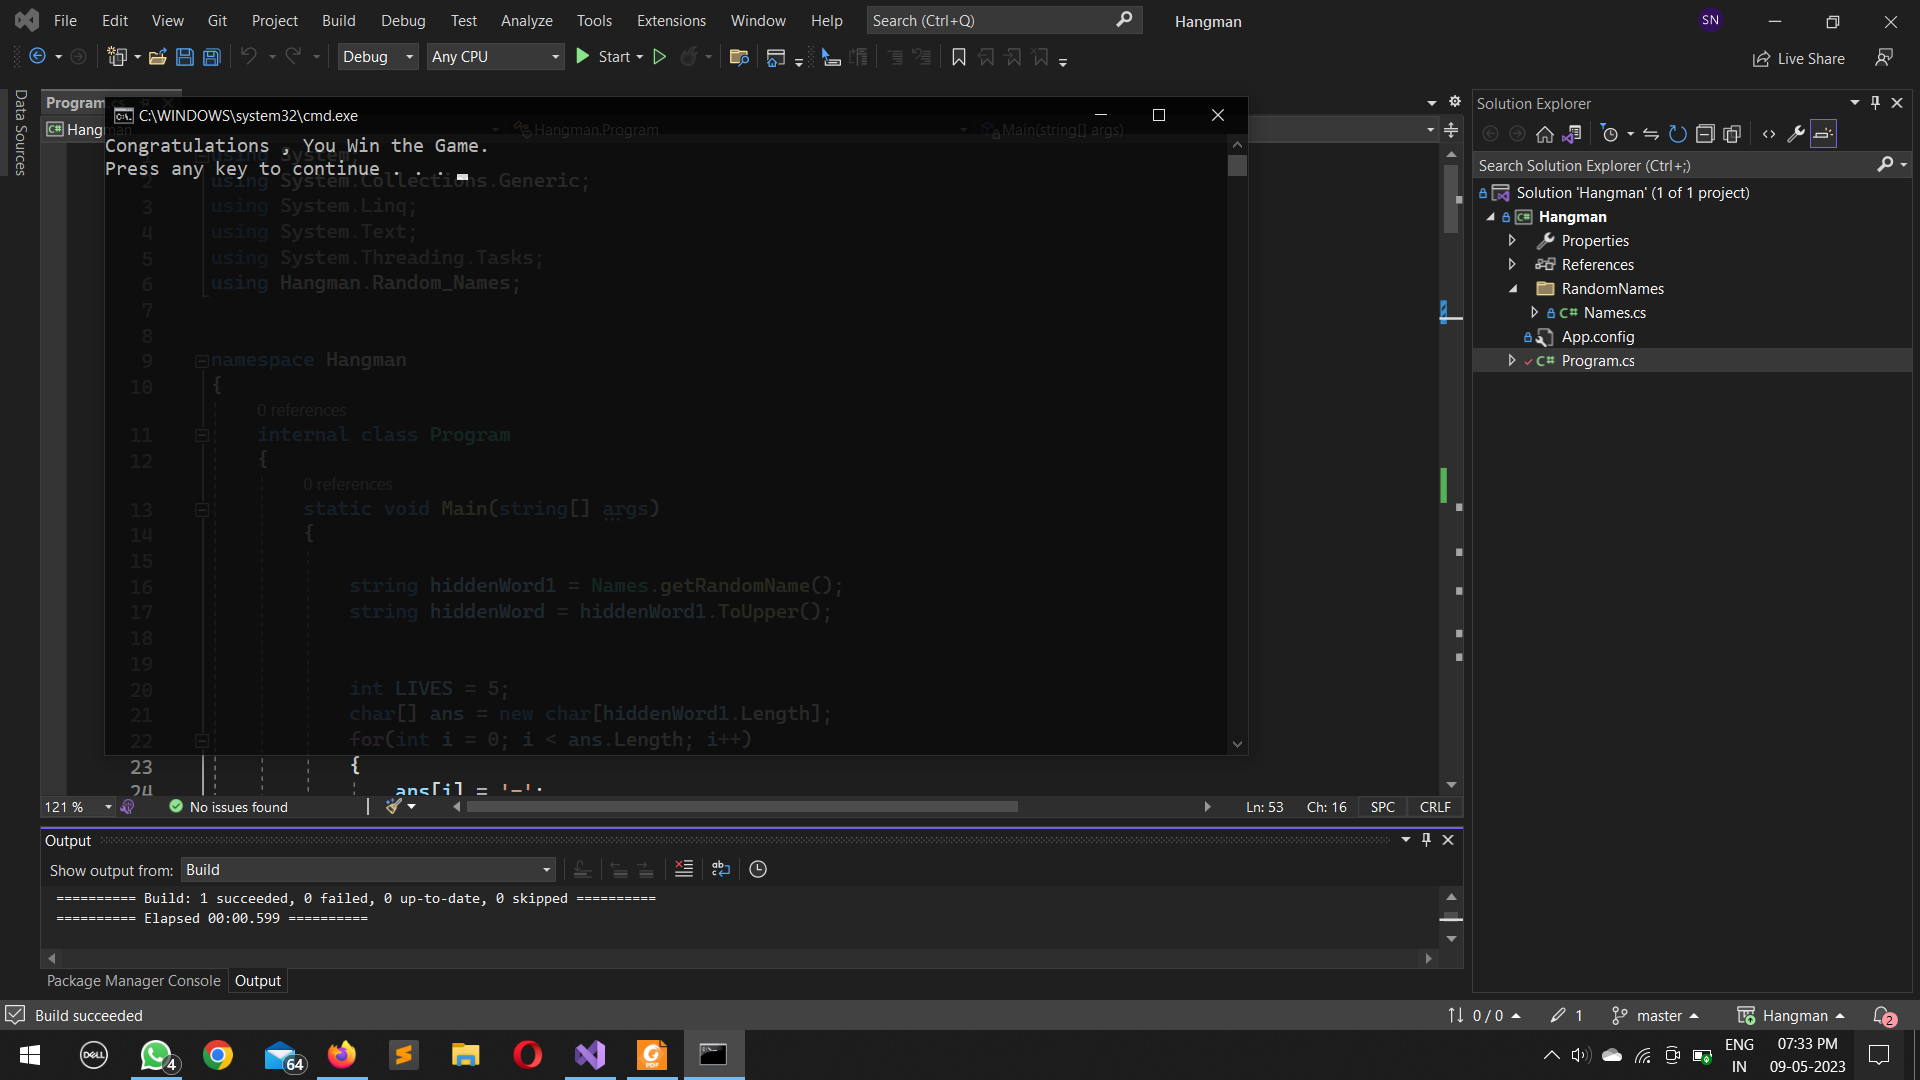 File Edit View Git Project Build Debug Test Analyze Tools Extensions Window Help Search (Ctrl+Q) Hangman SN
Debug Any CPU Start Live Share
Data Sources
Program.cs
Hangman Hangman.Program Main(string[] args)
C:\WINDOWS\system32\cmd.exe
Congratulations , You Win the Game.
Press any key to continue . . .
using System;
2 using System.Collections.Generic;
3 using System.Linq;
4 using System.Text;
5 using System.Threading.Tasks;
6 using Hangman.Random_Names;
7
8
9 namespace Hangman
10 {
0 references
11 internal class Program
12 {
0 references
13 static void Main(string[] args)
14 {
15
16 string hiddenWord1 = Names.getRandomName();
17 string hiddenWord = hiddenWord1.ToUpper();
18
19
20 int LIVES = 5;
21 char[] ans = new char[hiddenWord1.Length];
22 for(int i = 0; i < ans.Length; i++)
23 {
24 ans[i] = '-';
121 % No issues found Ln: 53 Ch: 16 SPC CRLF
Output
Show output from: Build
========== Build: 1 succeeded, 0 failed, 0 up-to-date, 0 skipped ==========
========== Elapsed 00:00.599 ==========
Package Manager Console Output
Solution Explorer
Search Solution Explorer (Ctrl+;)
Solution 'Hangman' (1 of 1 project)
C# Hangman
Properties
References
RandomNames
C# Names.cs
App.config
C# Program.cs
Build succeeded 0 / 0 1 master Hangman 2
DELL 4 64 PDF
ENG
IN
07:33 PM
09-05-2023